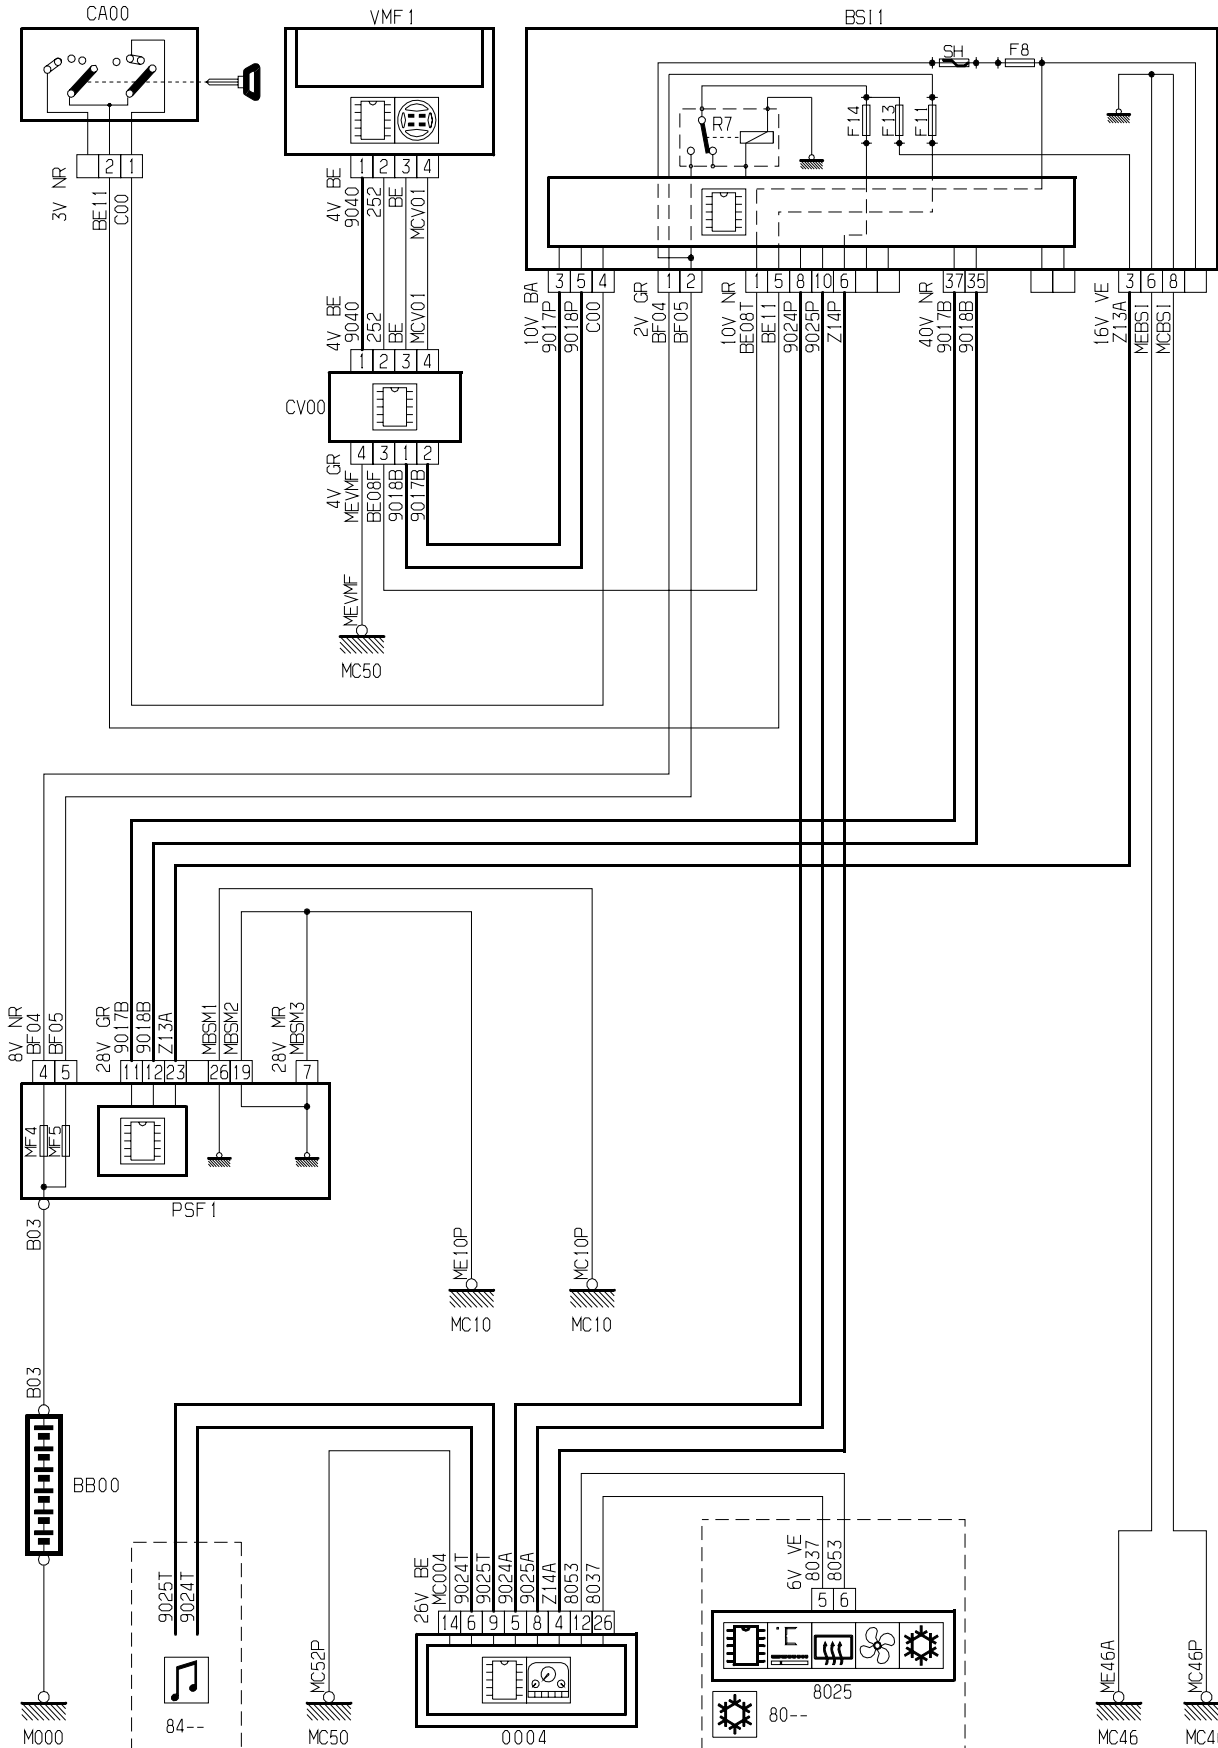 CA00
VMF1
BSI1
SH
F8
R7
F14
F13
F11
2 1
3V NR
BE11
C00
1 2 3 4
4V BE
9040
252
BE
MCV01
4V BE
9040
252
BE
MCV01
1 2 3 4
CV00
4 3 1 2
4V GR
MEVMF
BE08F
9018B
9017B
MEVMF
MC50
3 5 4
10V BA
9017P
9018P
C00
1 2
2V GR
BF04
BF05
1 5 8 10 6
10V NR
BE08T
BE11
9024P
9025P
Z14P
37 35
40V NR
9017B
9018B
3 6 8
16V VE
Z13A
MEBSI
MCBSI
8V NR
BF04
BF05
28V GR
9017B
9018B
Z13A
MBSM1
MBSM2
28V MR
MBSM3
4 5 11 12 23 26 19 7
MF4
MF5
PSF1
B03
ME10P
MC10P
MC10
MC10
B03
BB00
M000
9025T
9024T
84--
MC52P
MC50
26V BE
MC004
9024T
9025T
9024A
9025A
Z14A
8053
8037
14 6 9 5 8 4 12 26
0004
6V VE
8037
8053
5 6
°C
8025
80--
ME46A
MC46P
MC46